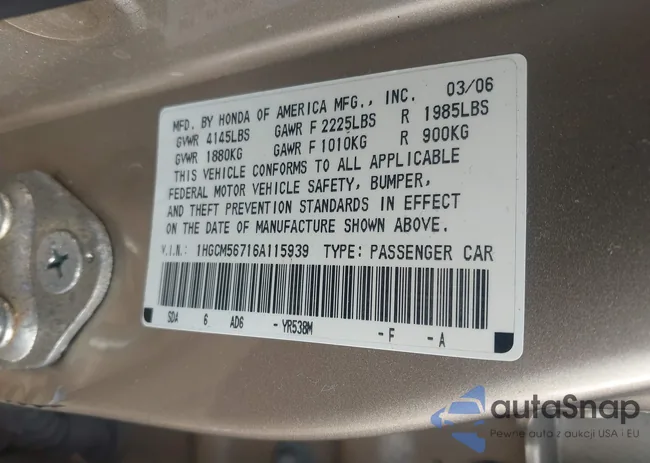 MFD. BY HONDA OF AMERICA MFG., INC. 03/06
GVWR 4145LBS GAWR F 2225LBS R 1985LBS
GVWR 1880KG GAWR F 1010KG R 900KG
THIS VEHICLE CONFORMS TO ALL APPLICABLE
FEDERAL MOTOR VEHICLE SAFETY, BUMPER,
AND THEFT PREVENTION STANDARDS IN EFFECT
ON THE DATE OF MANUFACTURE SHOWN ABOVE.
V.I.N.: 1HGCM56716A115939 TYPE: PASSENGER CAR
SDA 6 AD6 -YR538M -F -A
autaSnap
Pewne auto z aukcji USA i EU